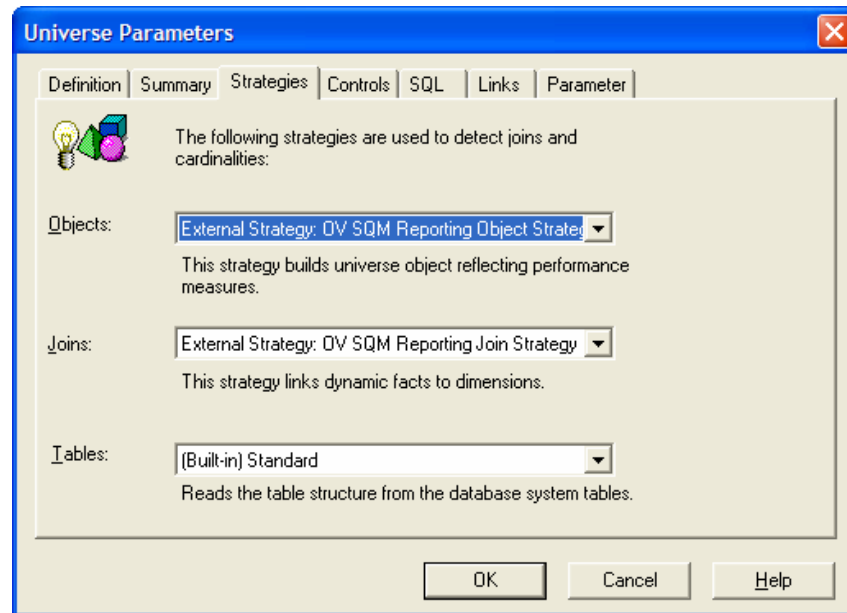 Universe Parameters
Definition Summary Strategies Controls SQL Links Parameter
The following strategies are used to detect joins and
cardinalities:
Objects: External Strategy: OV SQM Reporting Object
This strategy builds universe object reflecting performance
measures.
Joins: External Strategy: OV SQM Reporting Join Strategy
This strategy links dynamic facts to dimensions.
Tables: (Built-in) Standard
Reads the table structure from the database system tables.
OK Cancel Help